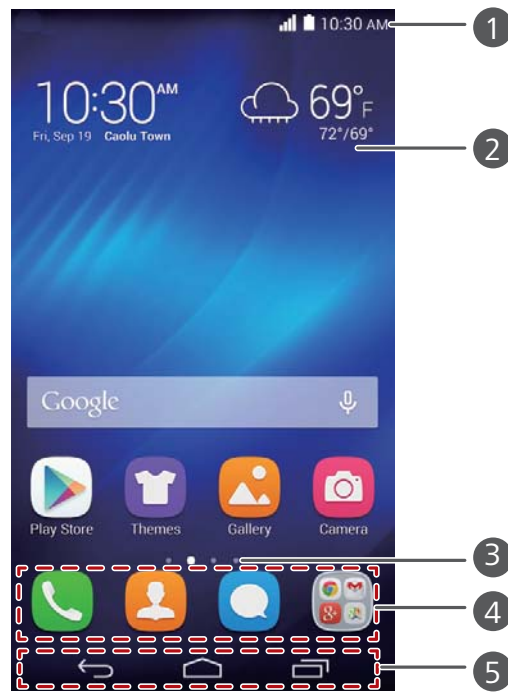 10:30 AM
1
10:30AM
69°F
Fri, Sep 19 Caolu Town
72°/69°
2
Google
Play Store Themes Gallery Camera
3
4
8+
5